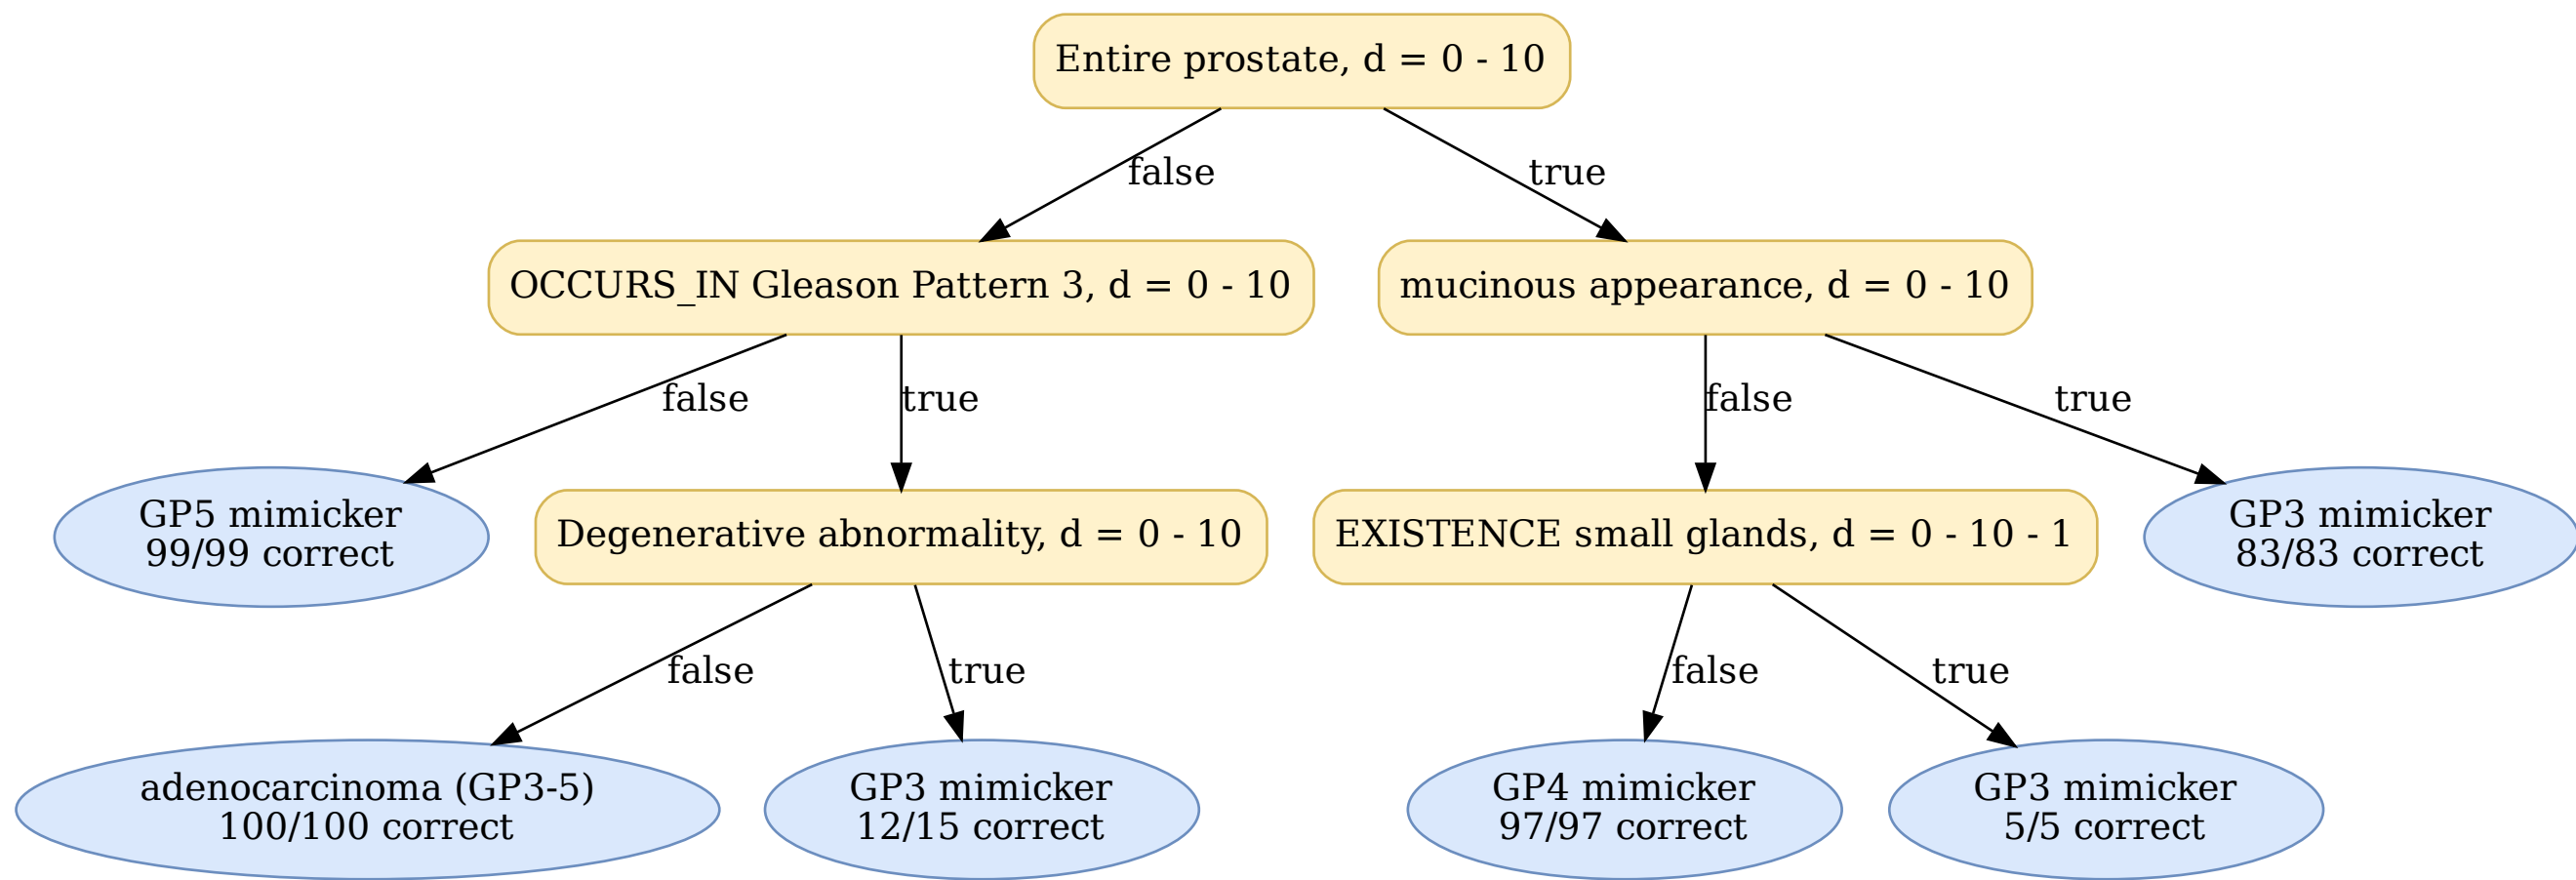 Entire prostate, d = 0 - 10
false
true
OCCURS_IN Gleason Pattern 3, d = 0 - 10
mucinous appearance, d = 0 - 10
false
true
false
true
GP5 mimicker
99/99 correct
Degenerative abnormality, d = 0 - 10
EXISTENCE small glands, d = 0 - 10 - 1
GP3 mimicker
83/83 correct
false
true
false
true
adenocarcinoma (GP3-5)
100/100 correct
GP3 mimicker
12/15 correct
GP4 mimicker
97/97 correct
GP3 mimicker
5/5 correct